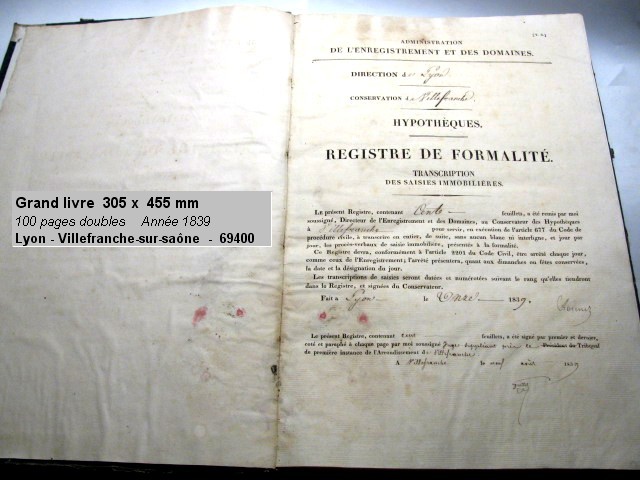 ADMINISTRATION
DE L'ENREGISTREMENT ET DES DOMAINES.
DIRECTION de Lyon
CONSERVATION de Villefranche
HYPOTHÈQUES.
REGISTRE DE FORMALITÉ.
TRANSCRIPTION
DES SAISIES IMMOBILIÈRES.
Grand livre 305 x 455 mm
100 pages doubles Année 1839
Lyon - Villefranche-sur-saône - 69400
Le présent Registre, contenant Cent feuillets, a été remis par moi
soussigné, Directeur de l'Enregistrement et des Domaines, au Conservateur des Hypothèques
à Villefranche pour servir, en exécution de l'article 677 du Code de
procédure civile, à transcrire en entier, de suite, sans aucun blanc ni interligne, et jour par
jour, les procès-verbaux de saisie immobilière, présentés à la formalité.
Ce Registre devra, conformément à l'article 2201 du Code Civil, être arrêté chaque jour,
comme ceux de l'Enregistrement; l'arrêté présentera, quant aux dimanches ou fêtes conservées,
la date et la désignation du jour.
Les transcriptions de saisies seront datées et numérotées suivant le rang qu'elles tiendront
dans le Registre, et signées du Conservateur.
Fait à Lyon le 1839.
Le présent Registre, contenant cent feuillets, a été signé par premier et dernier,
coté et paraphé à chaque page par moi soussigné Juge suppléant Président du Tribunal
de première instance de l'Arrondissement de Villefranche
A Villefranche le neuf 1839